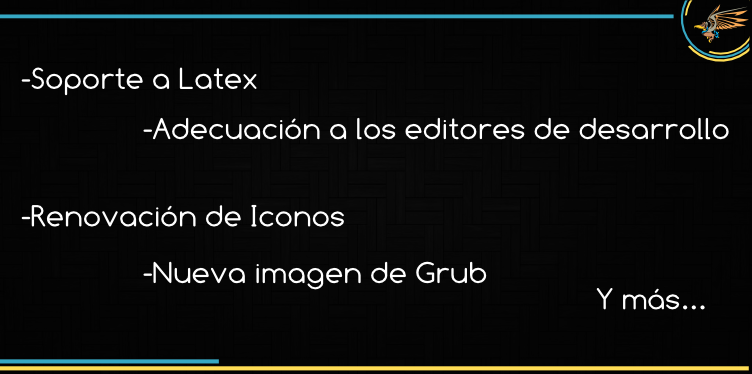 -Soporte a Latex
-Adecuación a los editores de desarrollo
-Renovación de Iconos
-Nueva imagen de Grub
Y más...